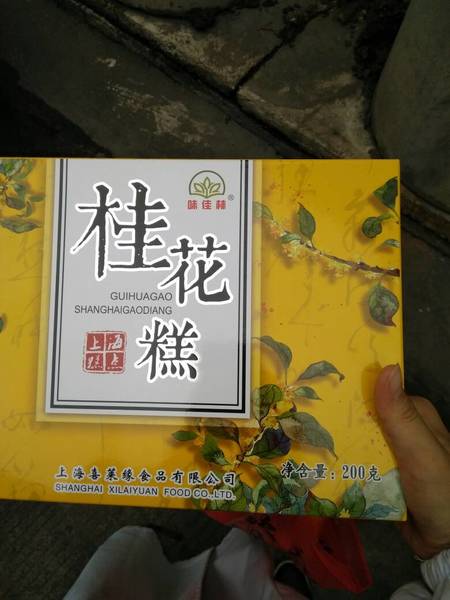 味佳林®
桂花糕
GUIHUAGAO
SHANGHAIGAODIANG
上海
糕点
上海喜莱缘食品有限公司
SHANGHAI XILAIYUAN FOOD CO.,LTD.
净含量：200克